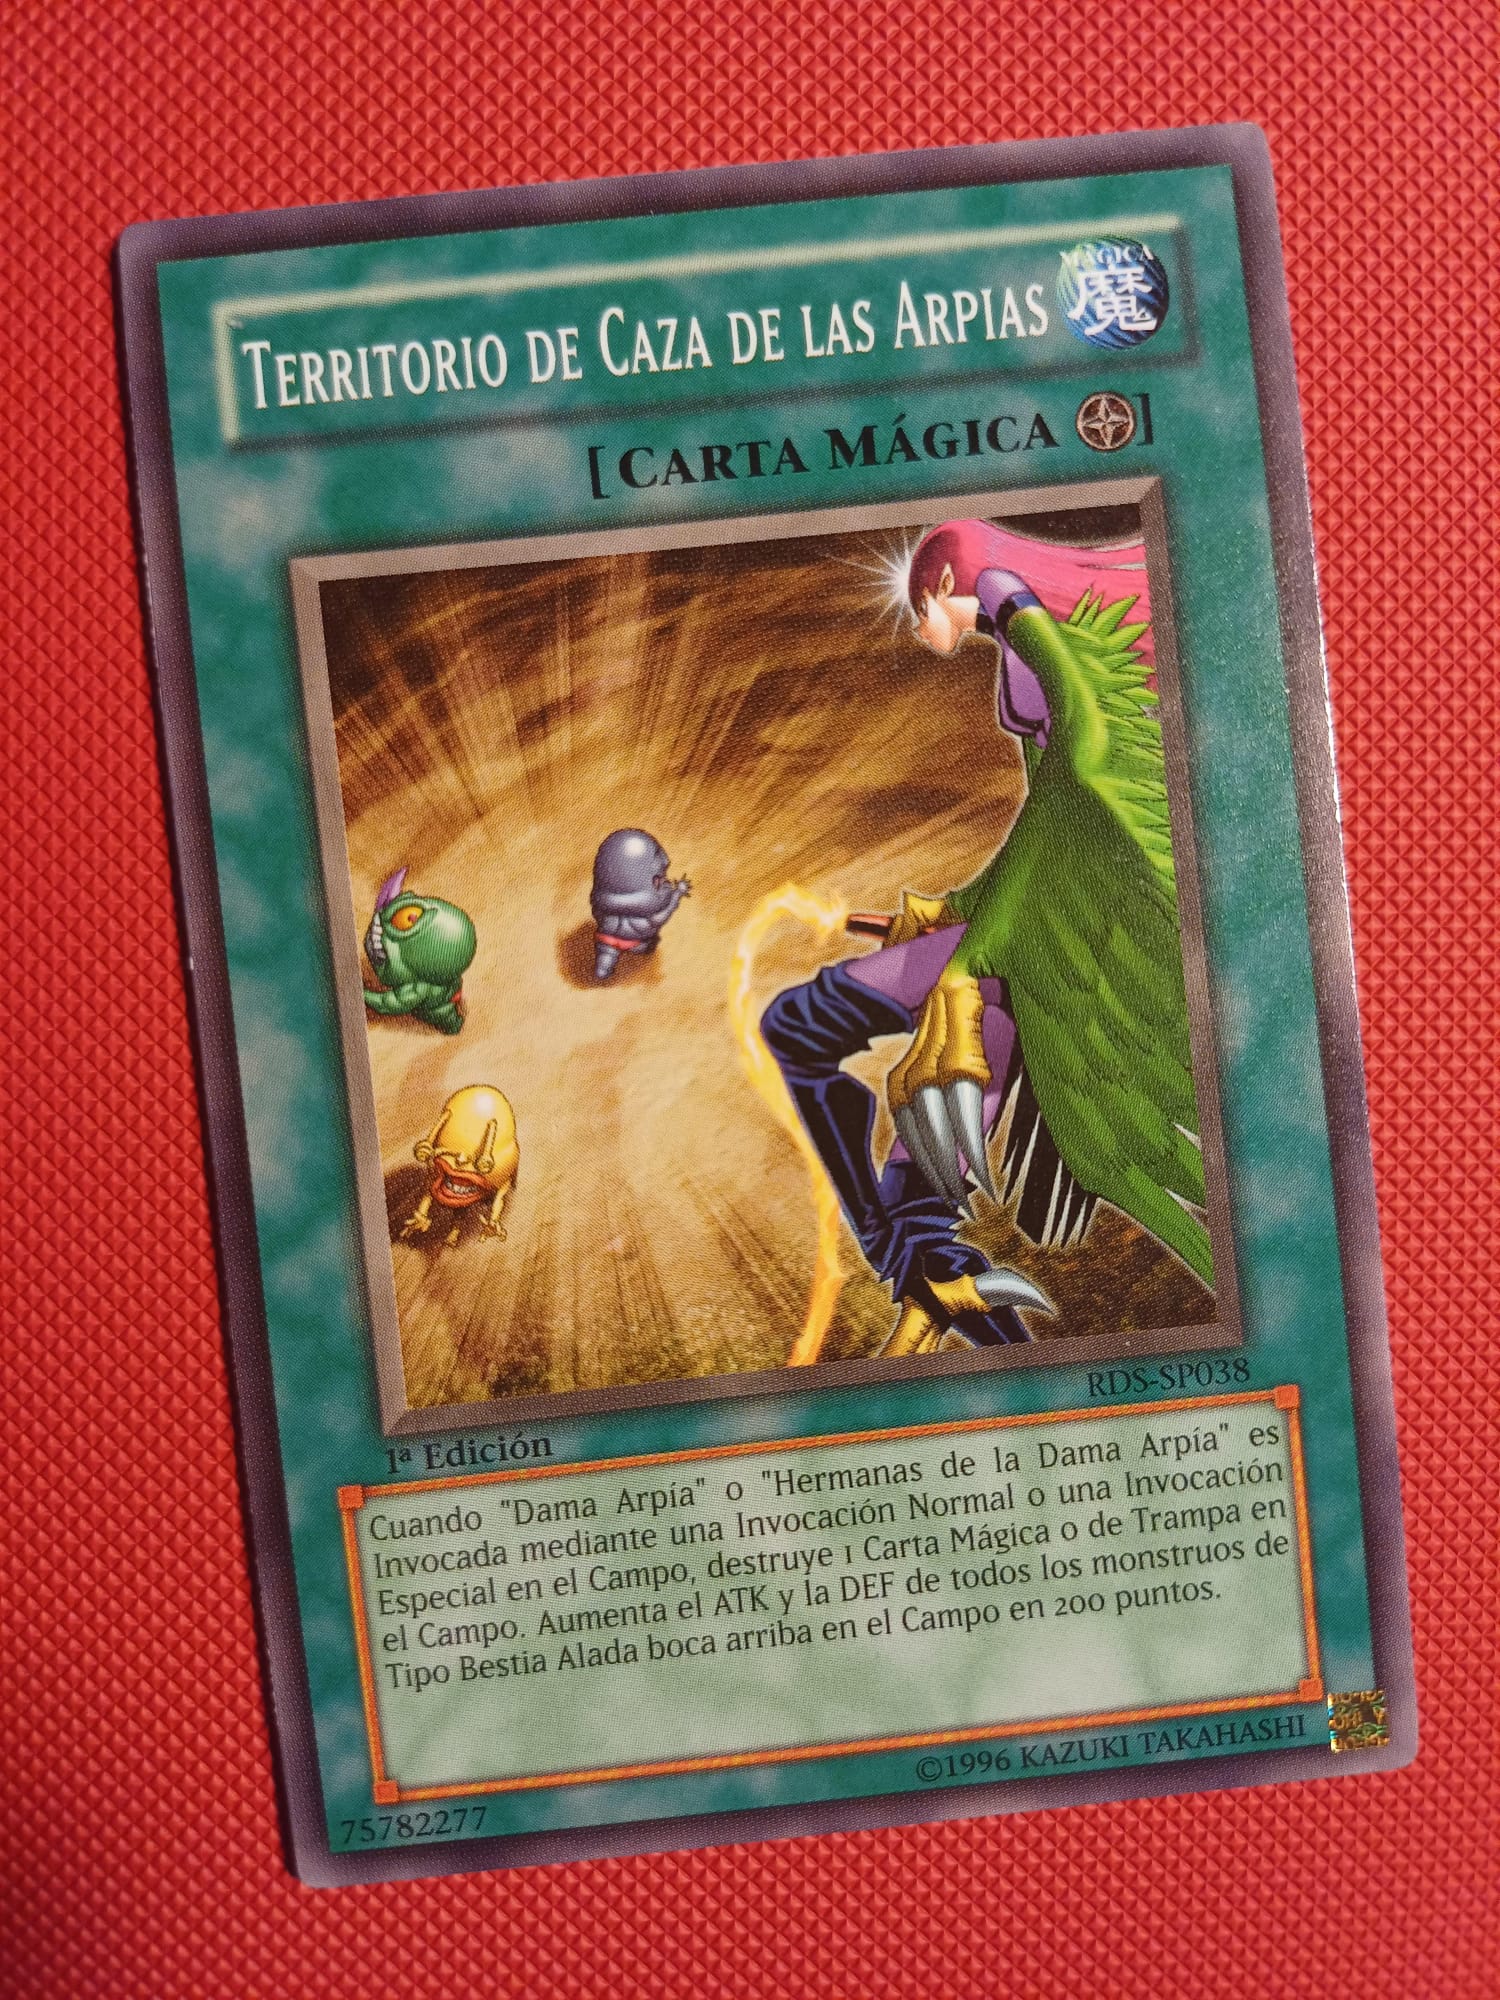 TERRITORIO DE CAZA DE LAS ARPIAS
MÁGICA
魔
[CARTA MÁGICA ]
RDS-SP038
1ª Edición
Cuando "Dama Arpía" o "Hermanas de la Dama Arpía" es
Invocada mediante una Invocación Normal o una Invocación
Especial en el Campo, destruye 1 Carta Mágica o de Trampa en
el Campo. Aumenta el ATK y la DEF de todos los monstruos de
Tipo Bestia Alada boca arriba en el Campo en 200 puntos.
75782277
©1996 KAZUKI TAKAHASHI